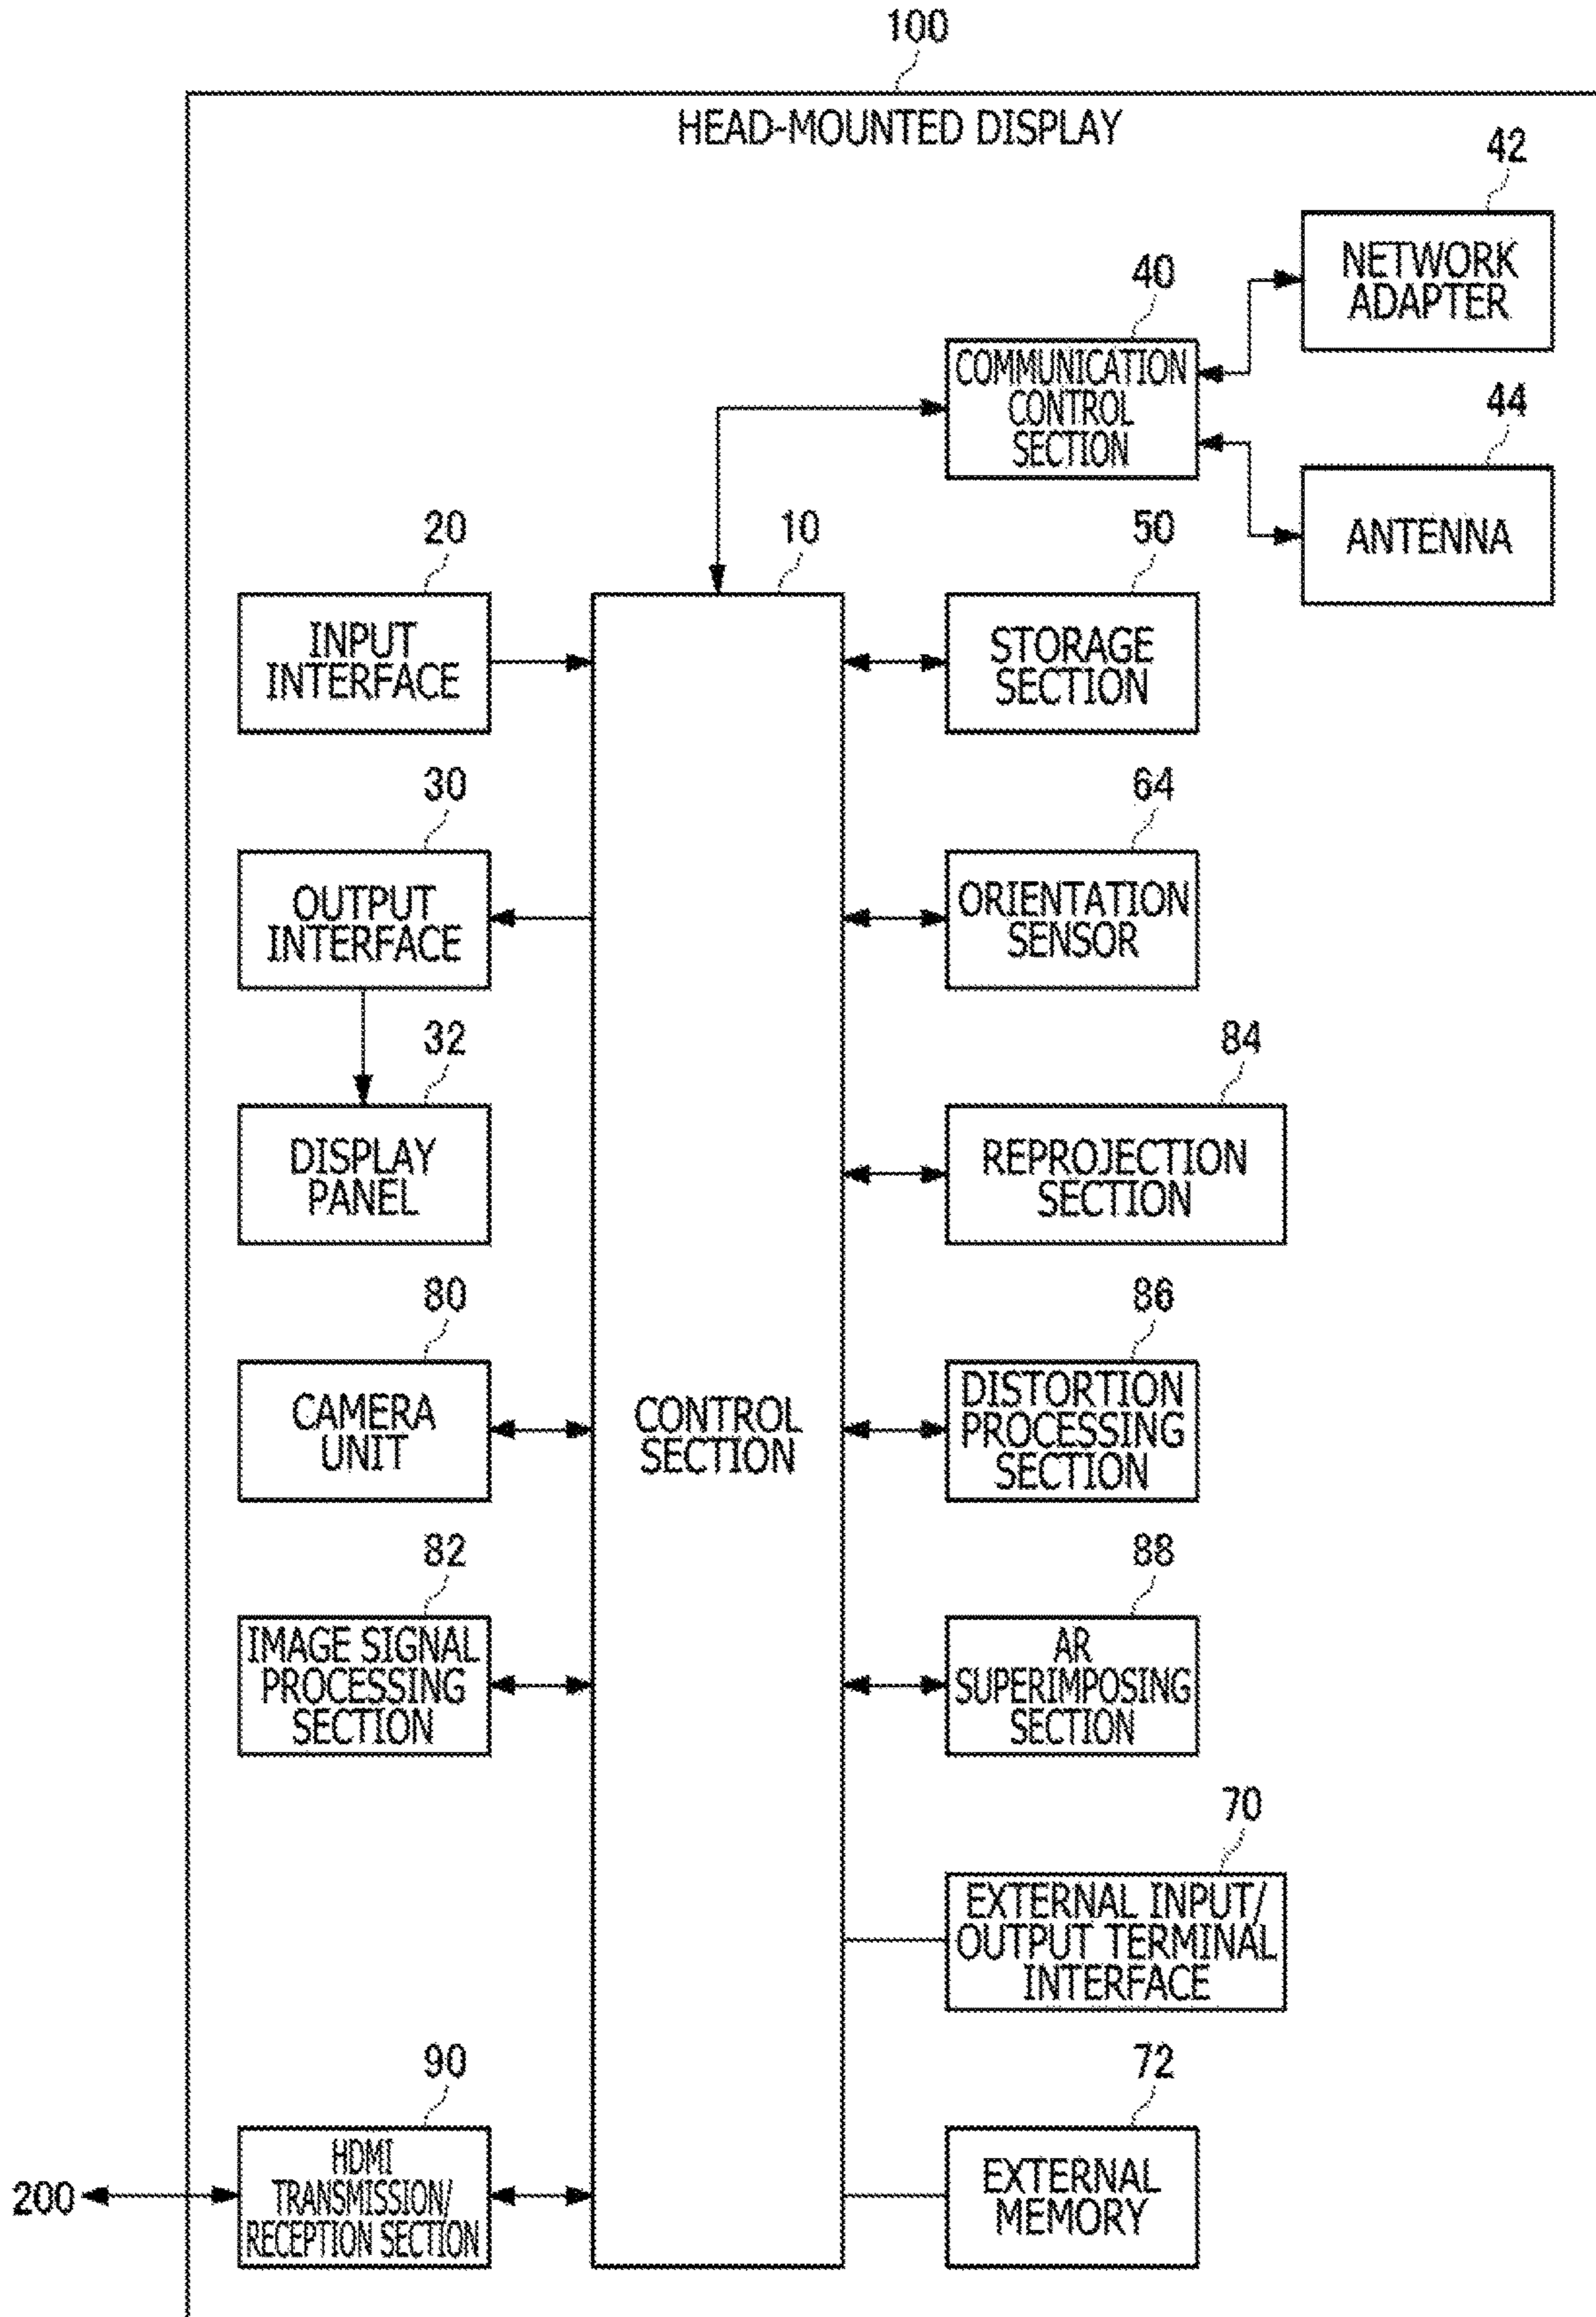 100
HEAD-MOUNTED DISPLAY
42
NETWORK
ADAPTER
40
COMMUNICATION
CONTROL
SECTION
44
ANTENNA
20
INPUT
INTERFACE
10
CONTROL
SECTION
50
STORAGE
SECTION
30
OUTPUT
INTERFACE
64
ORIENTATION
SENSOR
32
DISPLAY
PANEL
84
REPROJECTION
SECTION
80
CAMERA
UNIT
86
DISTORTION
PROCESSING
SECTION
82
IMAGE SIGNAL
PROCESSING
SECTION
88
AR
SUPERIMPOSING
SECTION
70
EXTERNAL INPUT/
OUTPUT TERMINAL
INTERFACE
90
HDMI
TRANSMISSION/
RECEPTION SECTION
200
72
EXTERNAL
MEMORY